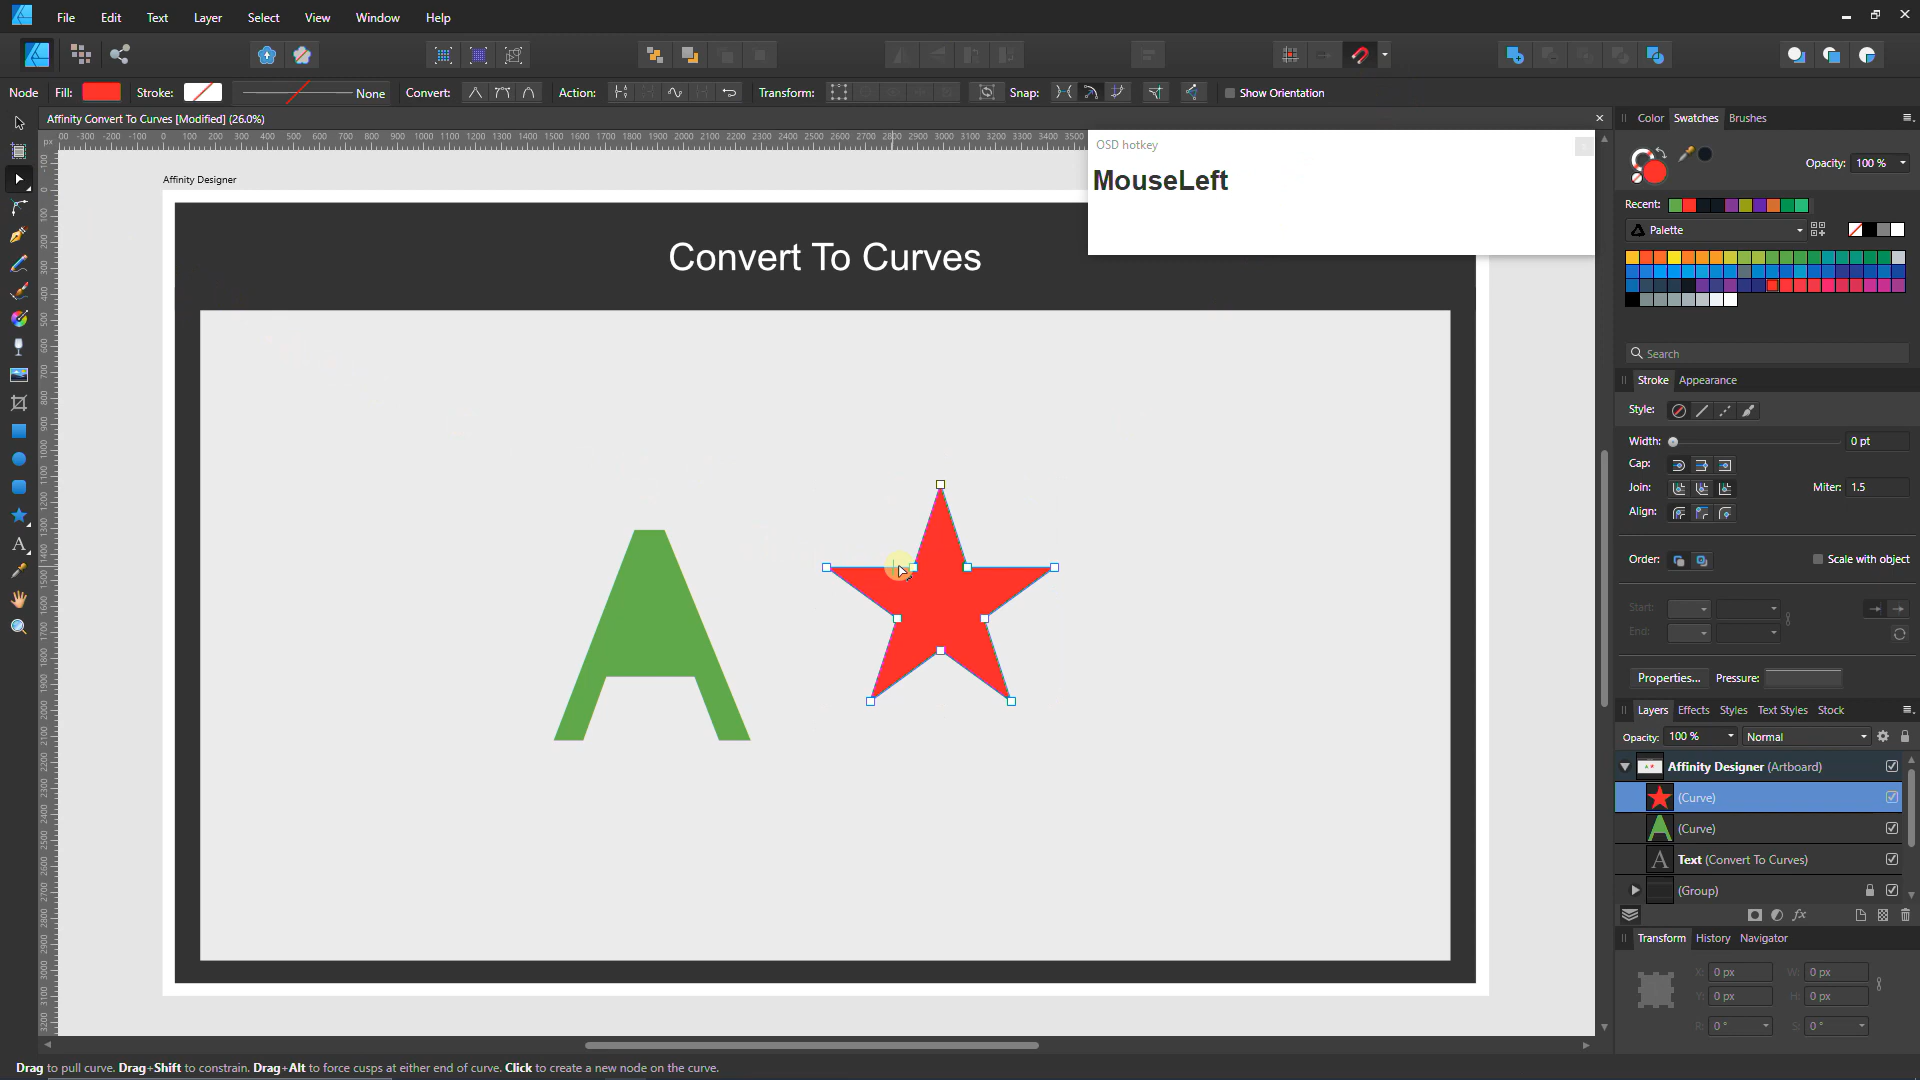 File Edit Text Layer Select View Window Help
Node Fill: Stroke: None Convert: Action: Transform: Snap: Show Orientation
Affinity Convert To Curves [Modified] (26.0%)
px
Affinity Designer
Convert To Curves
OSD hotkey
MouseLeft
A
Color Swatches Brushes
Opacity: 100 %
Recent:
Palette
Search
Stroke Appearance
Style:
Width: 0 pt
Cap:
Join: Miter: 1.5
Align:
Order: Scale with object
Start:
End:
Properties... Pressure:
Layers Effects Styles Text Styles Stock
Opacity: 100 % Normal
Affinity Designer (Artboard)
(Curve)
(Curve)
Text (Convert To Curves)
(Group)
Transform History Navigator
X: 0 px W: 0 px
Y: 0 px H: 0 px
R: 0 ° S: 0 °
Drag to pull curve. Drag+Shift to constrain. Drag+Alt to force cusps at either end of curve. Click to create a new node on the curve.